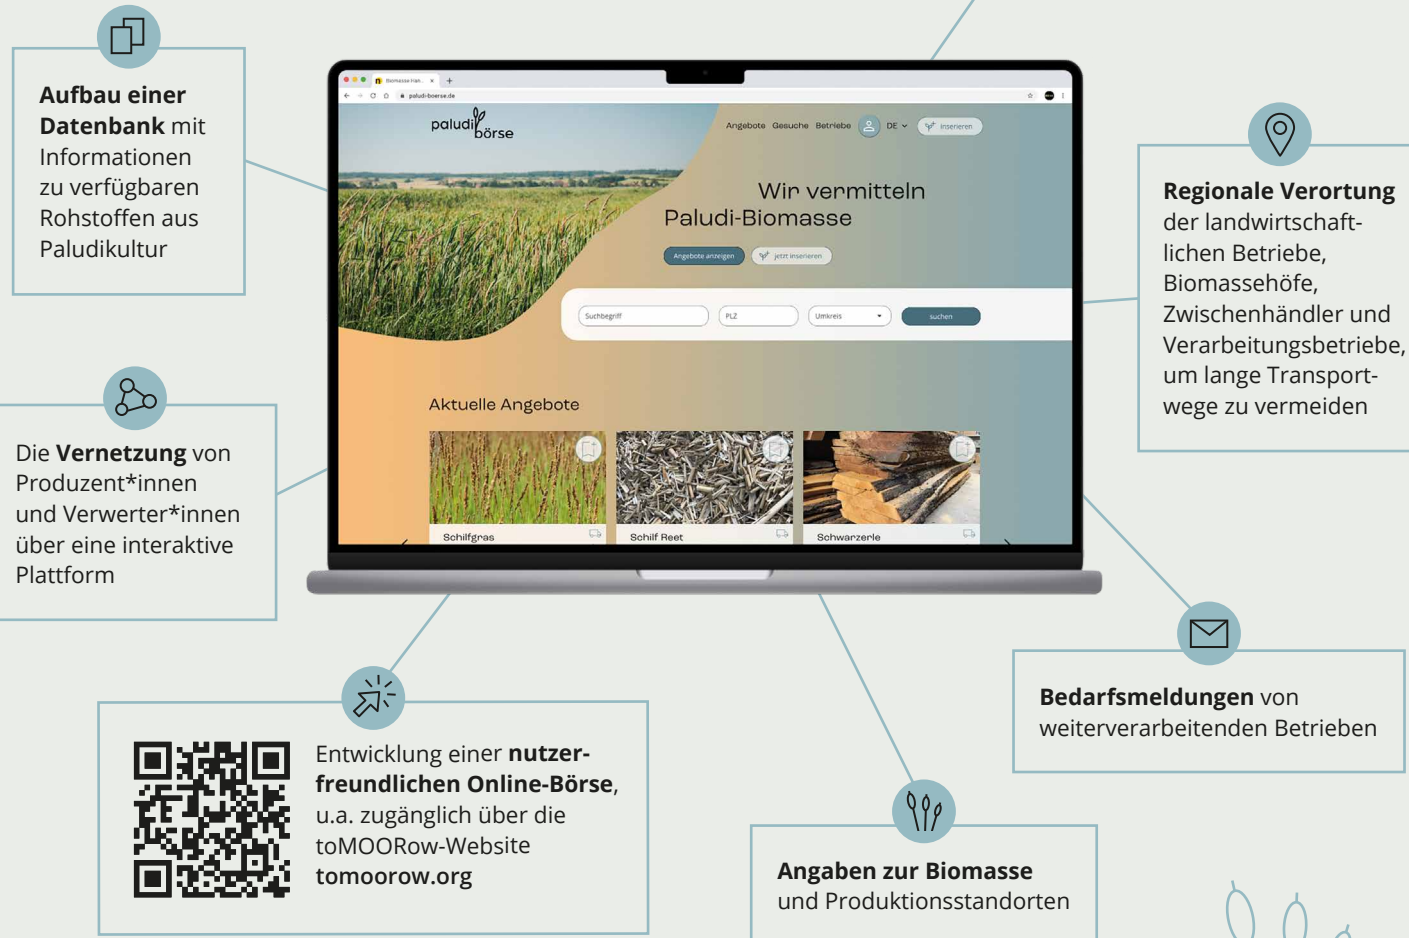 Aufbau einer
Datenbank mit
Informationen
zu verfügbaren
Rohstoffen aus
Paludikultur
Die Vernetzung von
Produzent*innen
und Verwerter*innen
über eine interaktive
Plattform
Biomasse Han..
paludi-boerse.de
paludi
börse
Angebote Gesuche Betriebe DE inserieren
Wir vermitteln
Paludi-Biomasse
Angebote anzeigen jetzt inserieren
Suchbegriff PLZ Umkreis suchen
Aktuelle Angebote
Schilfgras Schilf Reet Schwarzerle
Regionale Verortung
der landwirtschaft-
lichen Betriebe,
Biomassehöfe,
Zwischenhändler und
Verarbeitungsbetriebe,
um lange Transport-
wege zu vermeiden
Bedarfsmeldungen von
weiterverarbeitenden Betrieben
Entwicklung einer nutzer-
freundlichen Online-Börse,
u.a. zugänglich über die
toMOORow-Website
tomoorow.org
Angaben zur Biomasse
und Produktionsstandorten